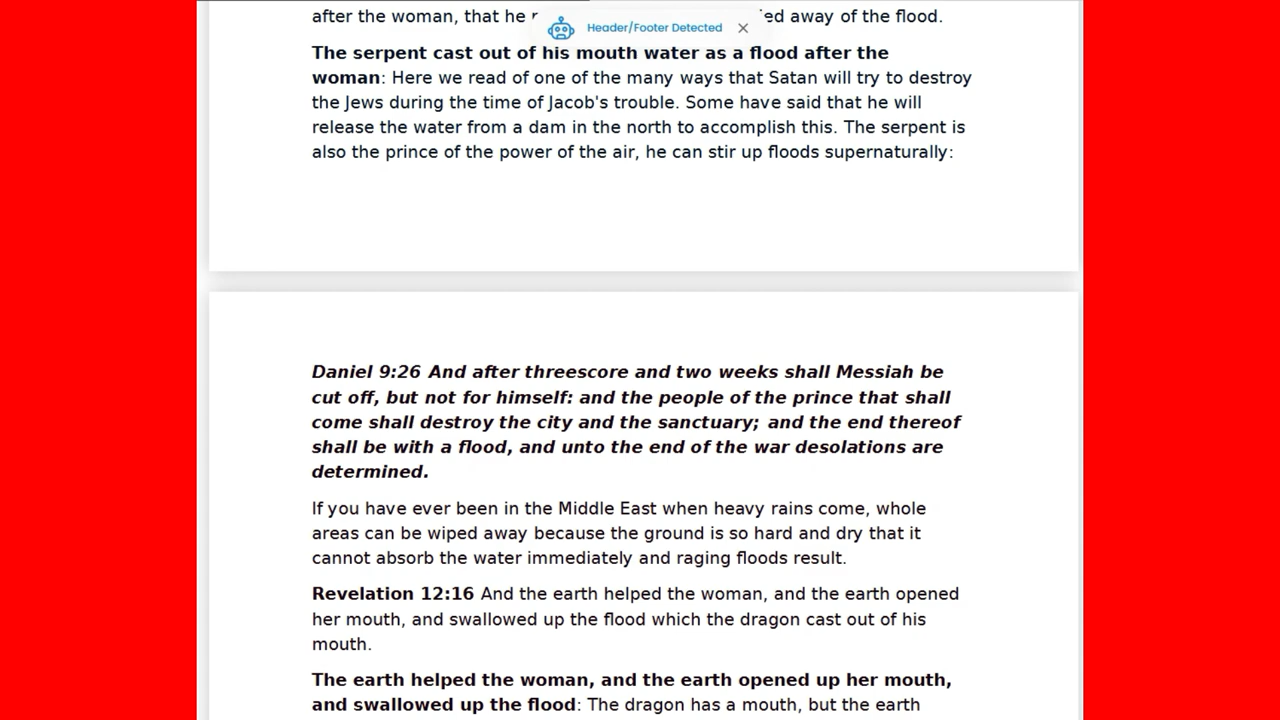 after the woman, that he
ed away of the flood.
Header/Footer Detected
The serpent cast out of his mouth water as a flood after the
woman: Here we read of one of the many ways that Satan will try to destroy
the Jews during the time of Jacob's trouble. Some have said that he will
release the water from a dam in the north to accomplish this. The serpent is
also the prince of the power of the air, he can stir up floods supernaturally:
Daniel 9:26 And after threescore and two weeks shall Messiah be
cut off, but not for himself: and the people of the prince that shall
come shall destroy the city and the sanctuary; and the end thereof
shall be with a flood, and unto the end of the war desolations are
determined.
If you have ever been in the Middle East when heavy rains come, whole
areas can be wiped away because the ground is so hard and dry that it
cannot absorb the water immediately and raging floods result.
Revelation 12:16 And the earth helped the woman, and the earth opened
her mouth, and swallowed up the flood which the dragon cast out of his
mouth.
The earth helped the woman, and the earth opened up her mouth,
and swallowed up the flood: The dragon has a mouth, but the earth